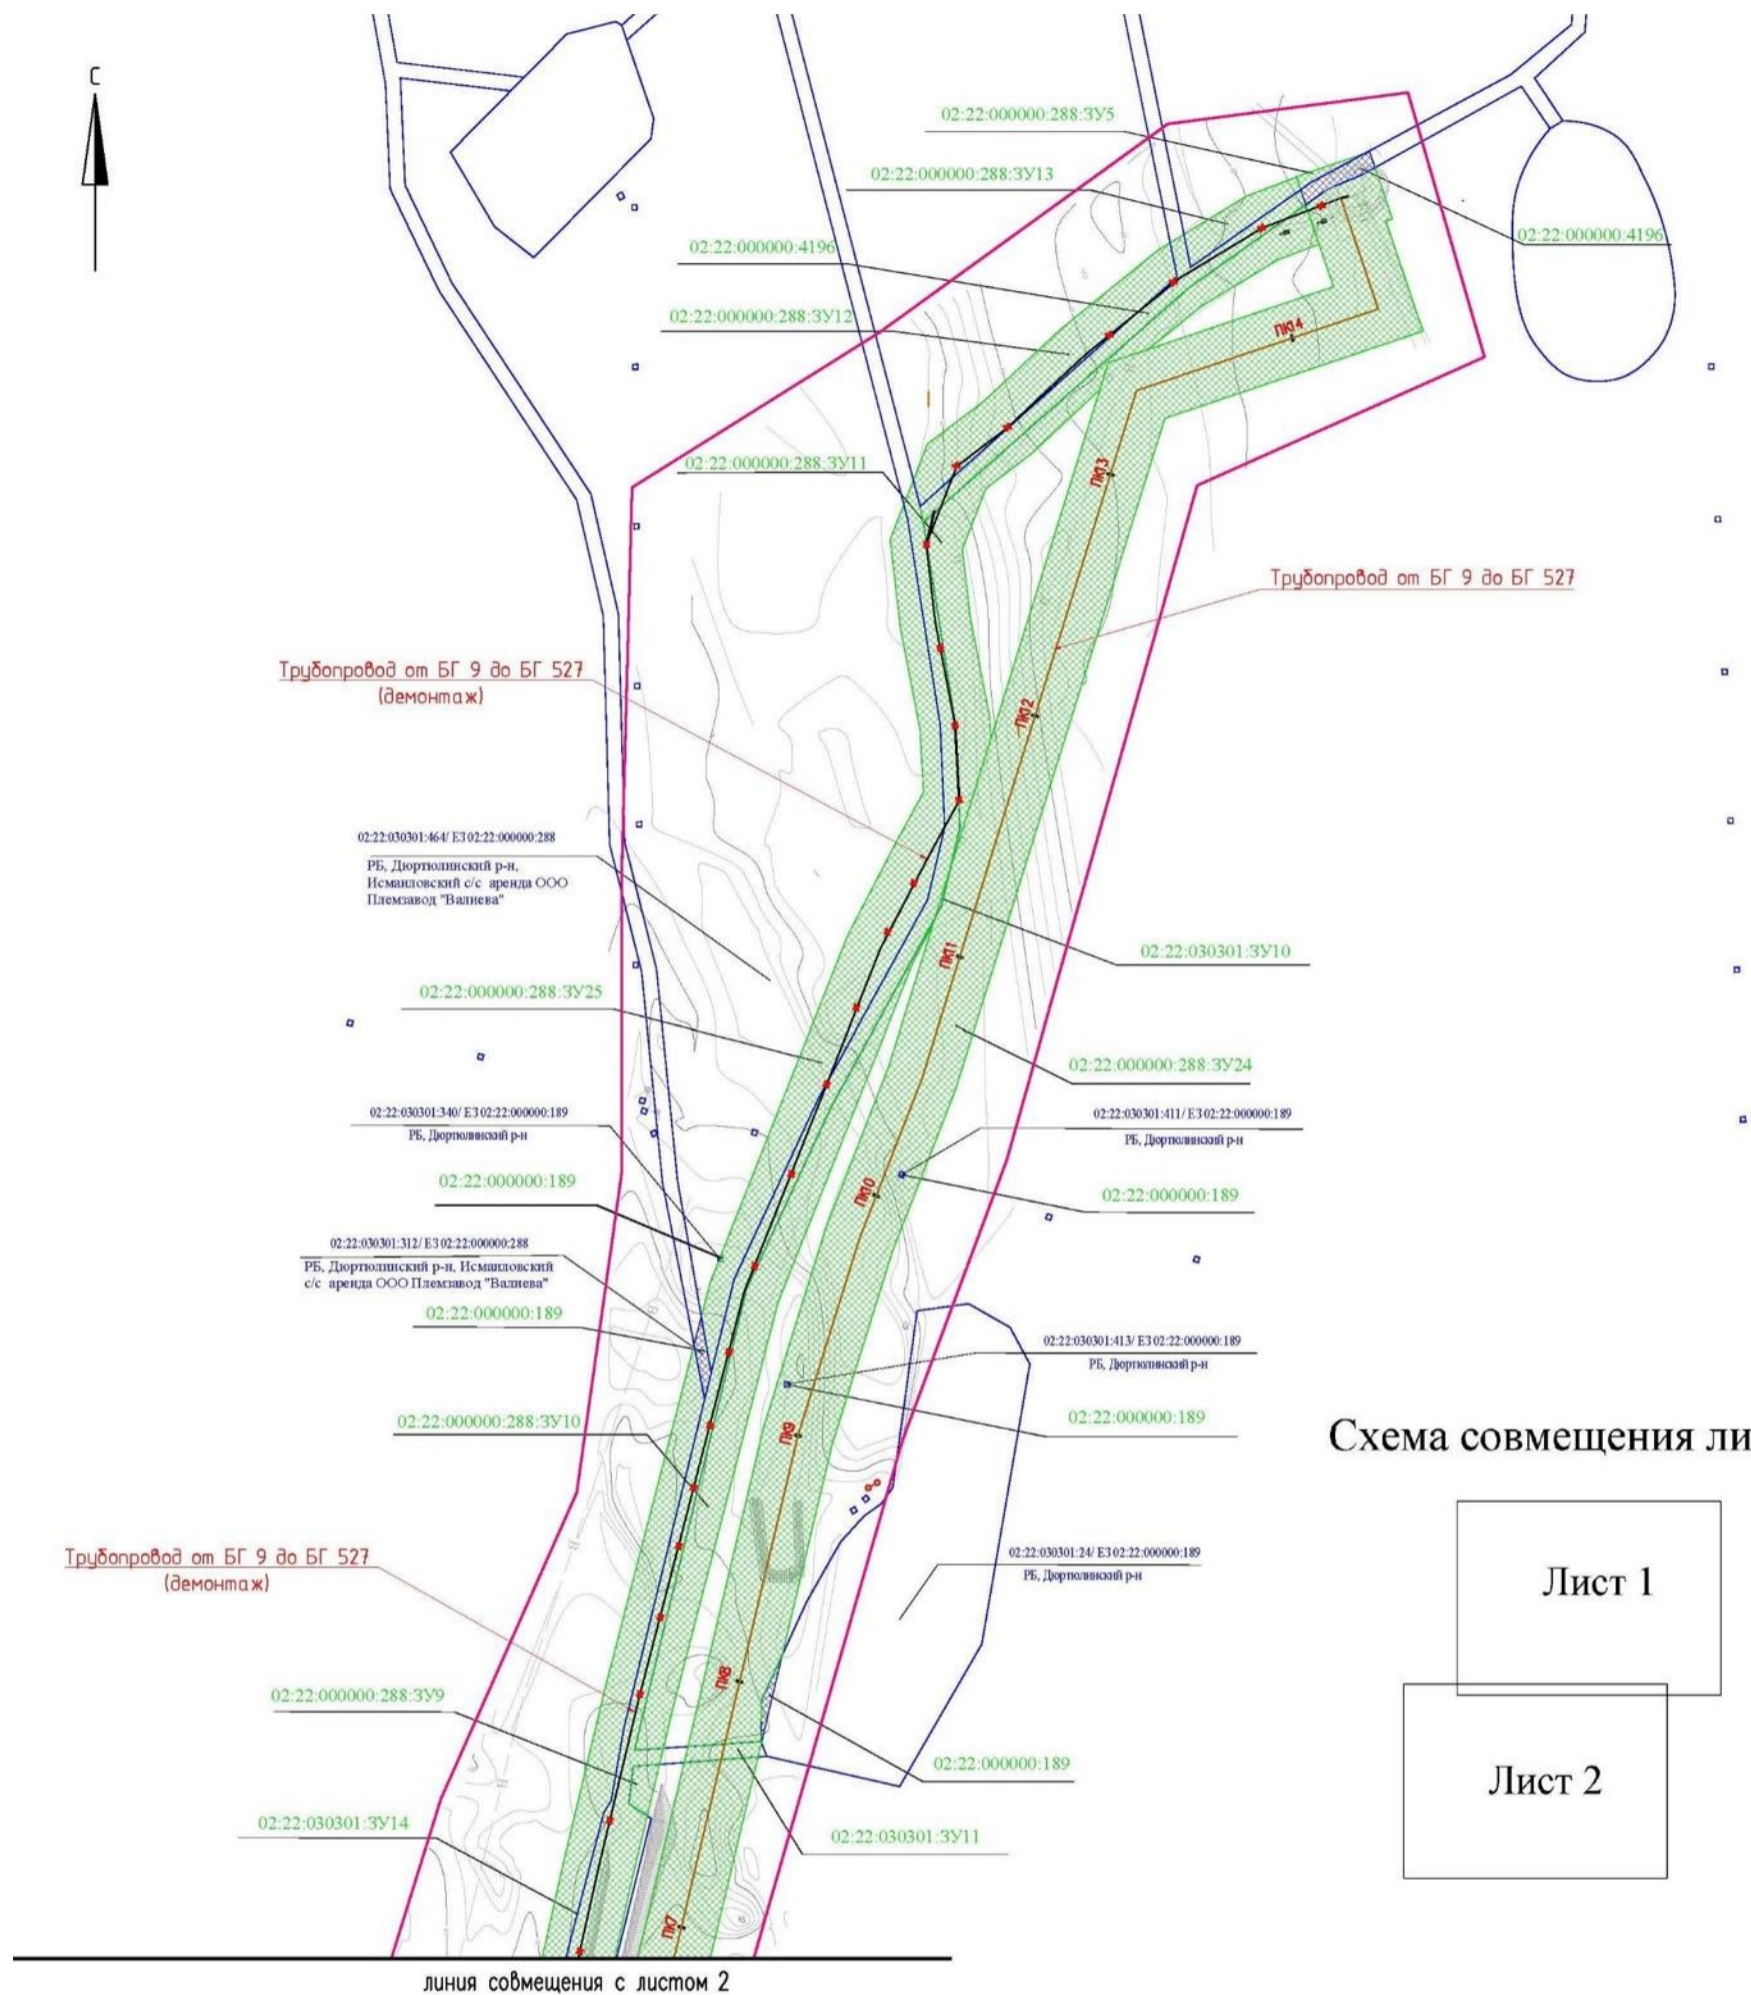 С
02:22:000000:288:ЗУ5
02:22:000000:288:ЗУ13
02:22:000000:4196
02:22:000000:4196
02:22:000000:288:ЗУ12
ПК14
02:22:000000:288:ЗУ11
ПК13
Трубопровод от БГ 9 до БГ 527
Трубопровод от БГ 9 до БГ 527
(демонтаж)
ПК12
02:22:030301:464/ ЕЗ 02:22:000000:288
РБ, Дюртюлинский р-н,
Исмаиловский с/с аренда ООО
Племзавод "Валиева"
ПК11
02:22:030301:ЗУ10
02:22:000000:288:ЗУ25
02:22:000000:288:ЗУ24
02:22:030301:340/ ЕЗ 02:22:000000:189
РБ, Дюртюлинский р-н
02:22:030301:411/ ЕЗ 02:22:000000:189
РБ, Дюртюлинский р-н
02:22:000000:189
ПК10
02:22:000000:189
02:22:030301:312/ ЕЗ 02:22:000000:288
РБ, Дюртюлинский р-н, Исмаиловский
с/с аренда ООО Племзавод "Валиева"
02:22:000000:189
02:22:030301:413/ ЕЗ 02:22:000000:189
РБ, Дюртюлинский р-н
02:22:000000:288:ЗУ10
ПК9
02:22:000000:189
Схема совмещения ли
Трубопровод от БГ 9 до БГ 527
(демонтаж)
02:22:030301:24/ ЕЗ 02:22:000000:189
РБ, Дюртюлинский р-н
Лист 1
ПК8
02:22:000000:288:ЗУ9
02:22:000000:189
Лист 2
02:22:030301:ЗУ14
02:22:030301:ЗУ11
ПК7
линия совмещения с листом 2